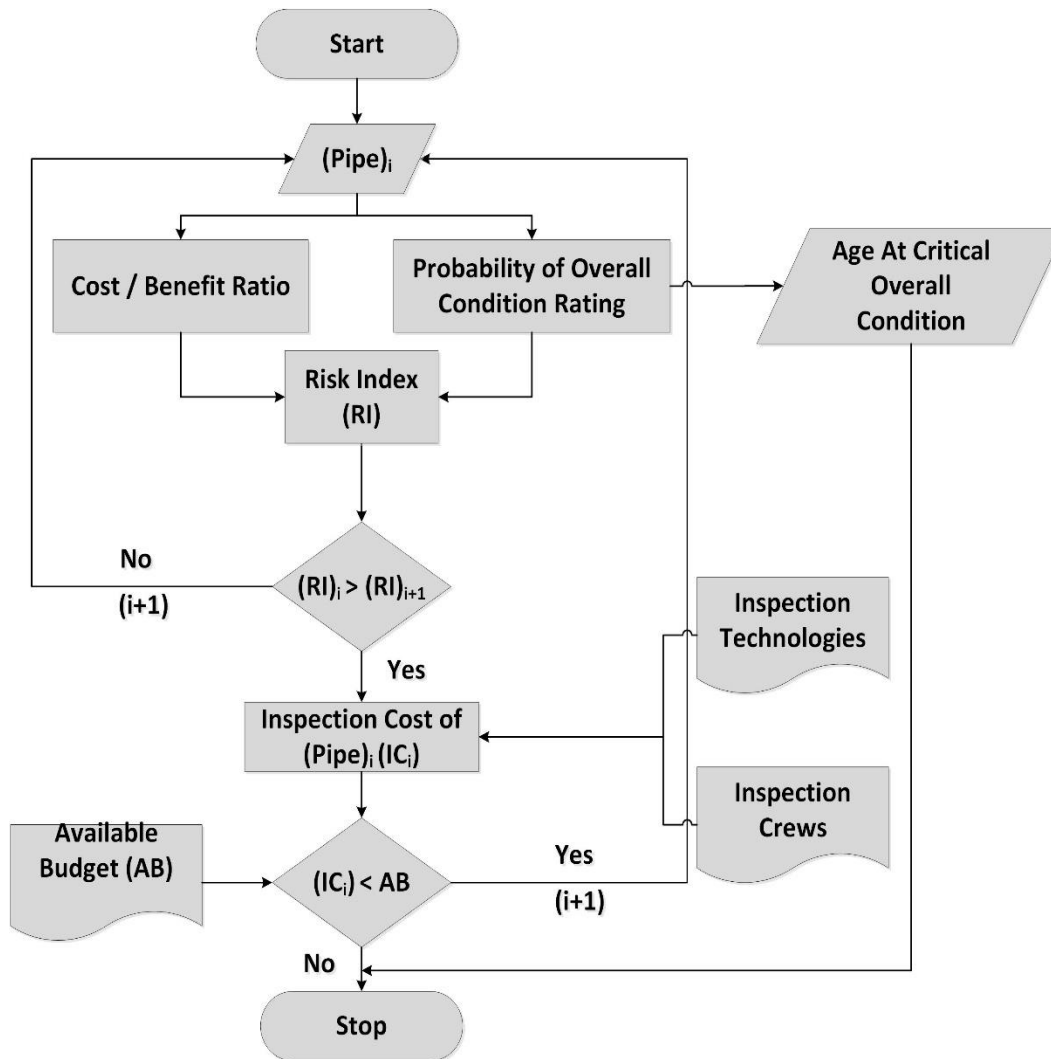 Start
(Pipe)ᵢ
Cost / Benefit Ratio
Probability of Overall
Condition Rating
Age At Critical
Overall
Condition
Risk Index
(RI)
No
(i+1)
(RI)ᵢ > (RI)ᵢ₊₁
Yes
Inspection
Technologies
Inspection Cost of
(Pipe)ᵢ (ICᵢ)
Inspection
Crews
Available
Budget (AB)
(ICᵢ) < AB
Yes
(i+1)
No
Stop